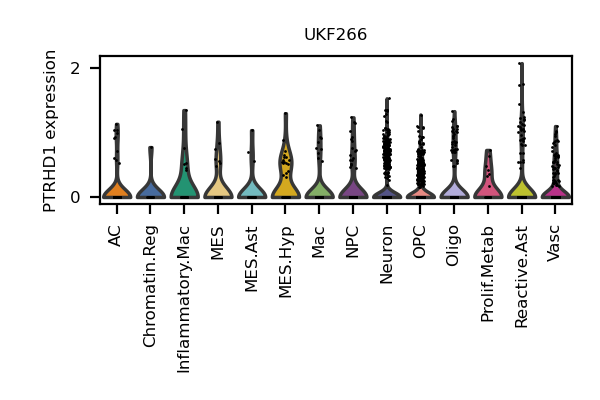 UKF266
PTRHD1 expression
2
0
AC
Chromatin.Reg
Inflammatory.Mac
MES
MES.Ast
MES.Hyp
Mac
NPC
Neuron
OPC
Oligo
Prolif.Metab
Reactive.Ast
Vasc